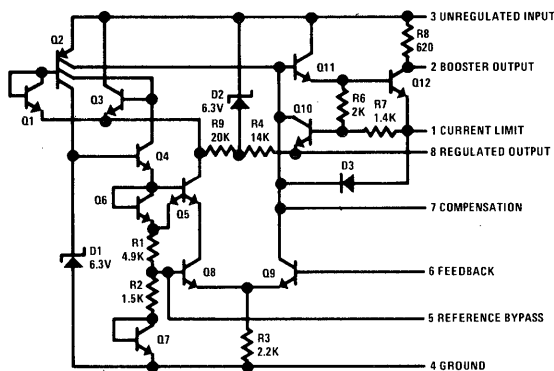 3 UNREGULATED INPUT
R8
620
Q2
Q11
2 BOOSTER OUTPUT
Q12
D2
6.3V
Q3
Q10
R6
2K
R7
1.4K
1 CURRENT LIMIT
Q1
R9
20K
R4
14K
8 REGULATED OUTPUT
Q4
D3
Q6
Q5
7 COMPENSATION
R1
4.9K
D1
6.3V
Q8
Q9
6 FEEDBACK
R2
1.5K
5 REFERENCE BYPASS
Q7
R3
2.2K
4 GROUND